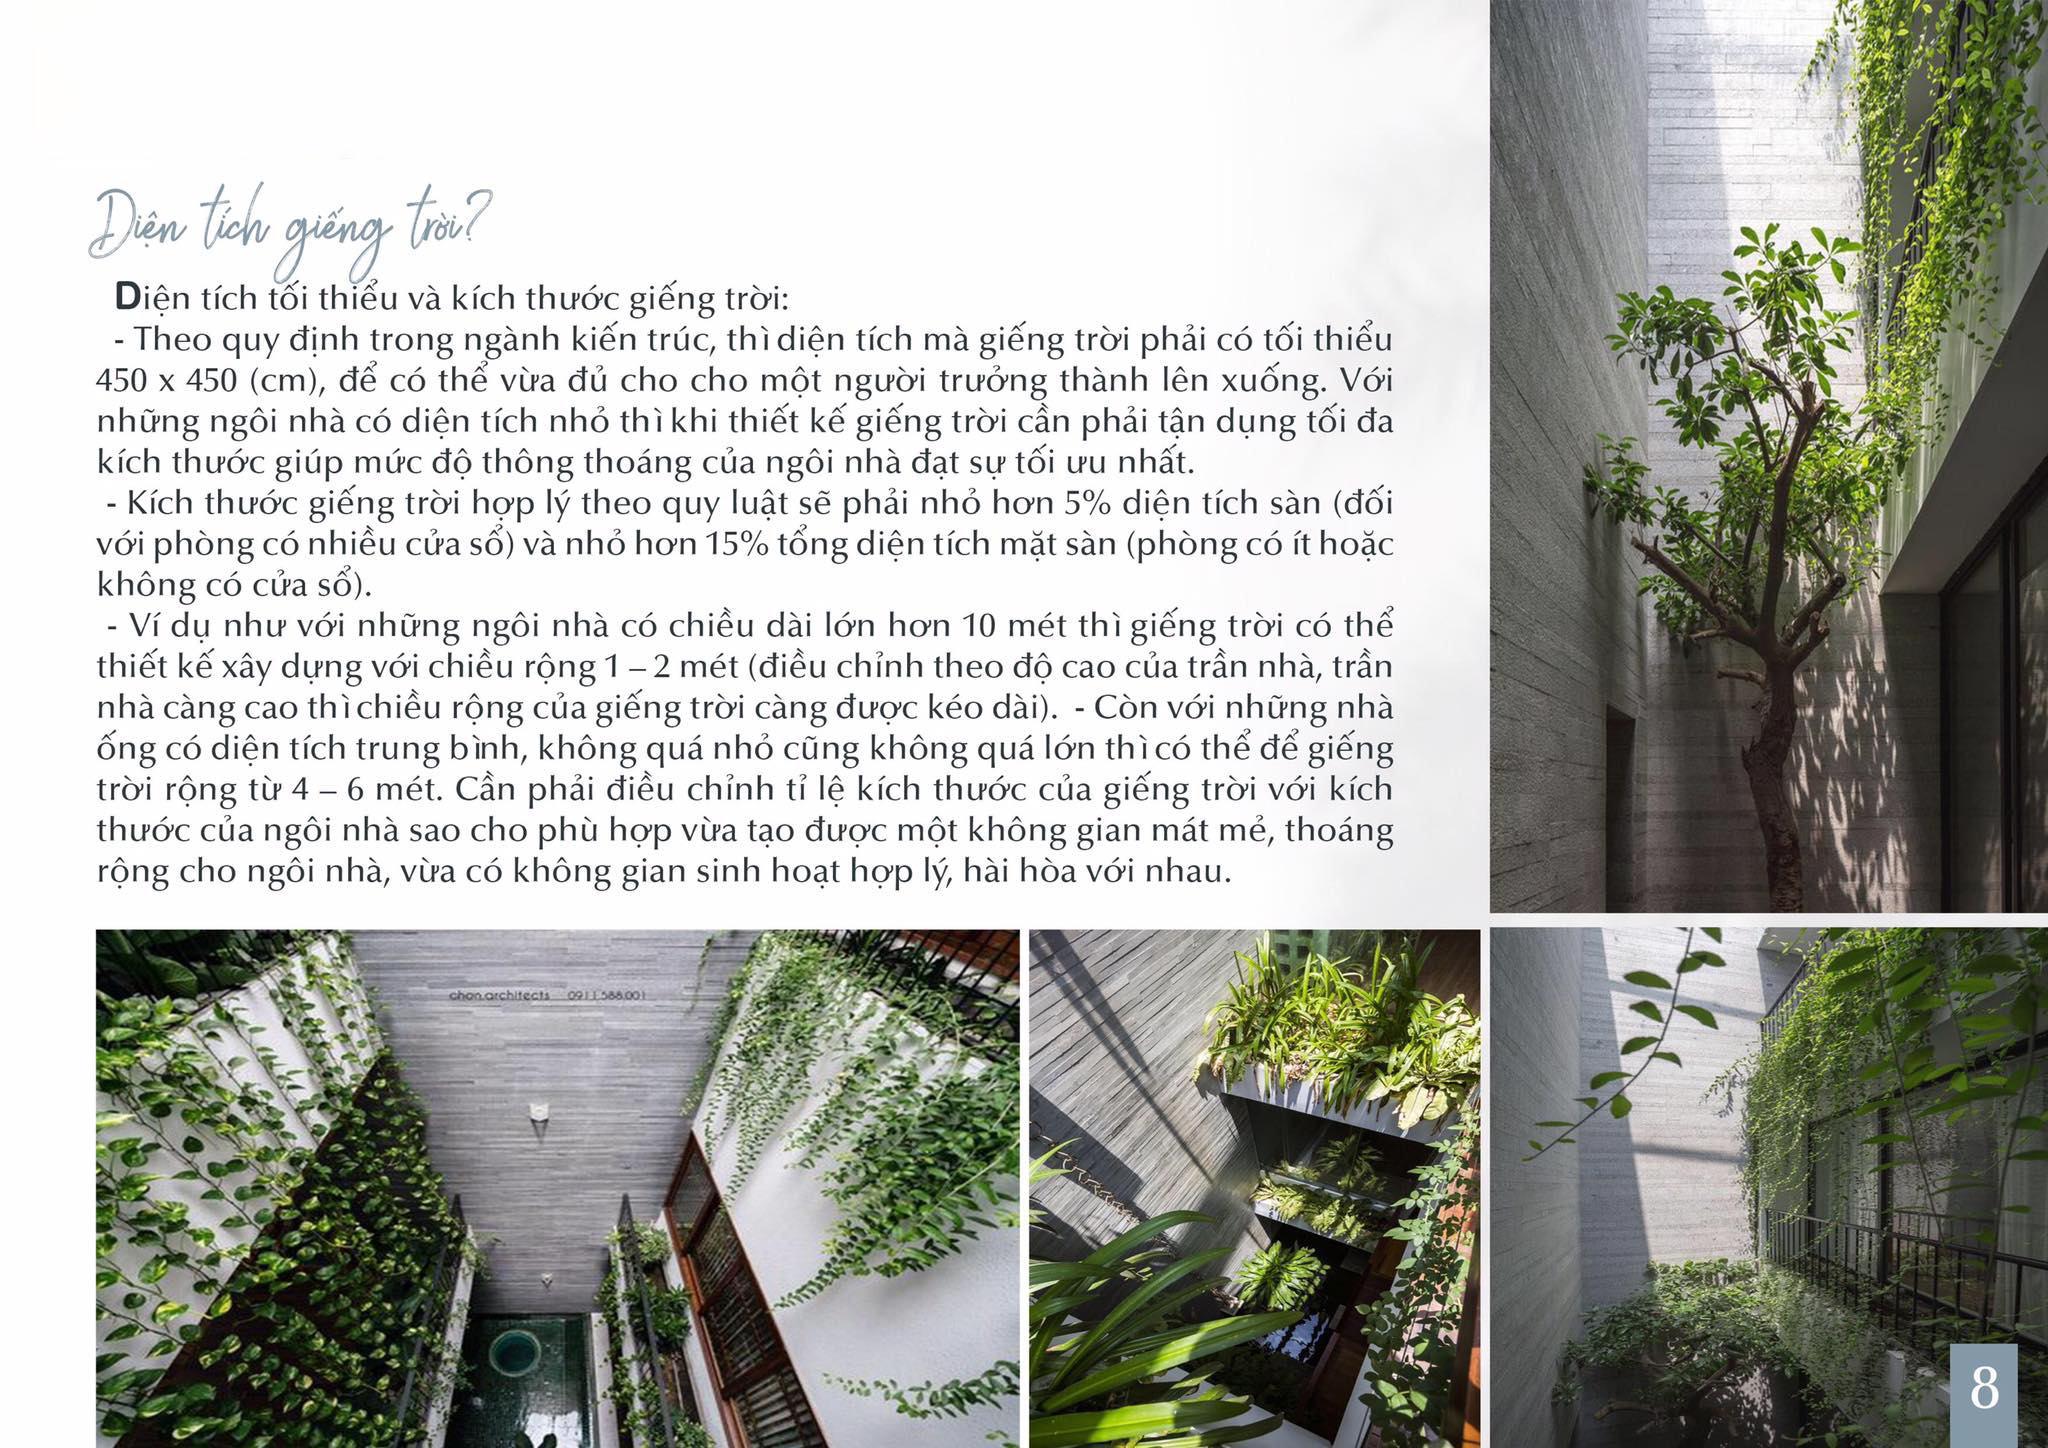 Diện tích giếng trời?
Diện tích tối thiểu và kích thước giếng trời:
- Theo quy định trong ngành kiến trúc, thì diện tích mà giếng trời phải có tối thiểu
450 x 450 (cm), để có thể vừa đủ cho cho một người trưởng thành lên xuống. Với
những ngôi nhà có diện tích nhỏ thì khi thiết kế giếng trời cần phải tận dụng tối đa
kích thước giúp mức độ thông thoáng của ngôi nhà đạt sự tối ưu nhất.
- Kích thước giếng trời hợp lý theo quy luật sẽ phải nhỏ hơn 5% diện tích sàn (đối
với phòng có nhiều cửa sổ) và nhỏ hơn 15% tổng diện tích mặt sàn (phòng có ít hoặc
không có cửa sổ).
- Ví dụ như với những ngôi nhà có chiều dài lớn hơn 10 mét thì giếng trời có thể
thiết kế xây dựng với chiều rộng 1 – 2 mét (điều chỉnh theo độ cao của trần nhà, trần
nhà càng cao thì chiều rộng của giếng trời càng được kéo dài). - Còn với những nhà
ống có diện tích trung bình, không quá nhỏ cũng không quá lớn thì có thể để giếng
trời rộng từ 4 – 6 mét. Cần phải điều chỉnh tỉ lệ kích thước của giếng trời với kích
thước của ngôi nhà sao cho phù hợp vừa tạo được một không gian mát mẻ, thoáng
rộng cho ngôi nhà, vừa có không gian sinh hoạt hợp lý, hài hòa với nhau.
chon.architects 0911.588.001
8